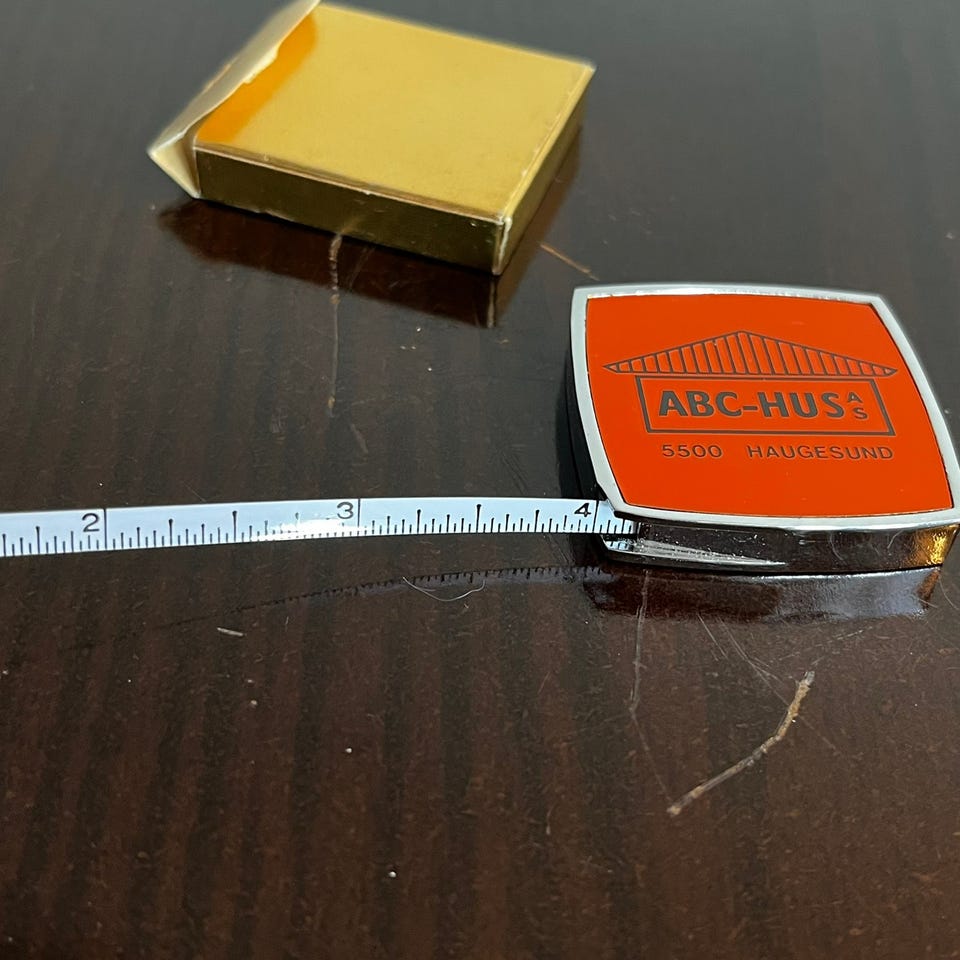 ABC-HUS A/S
5500 HAUGESUND
2 3 4